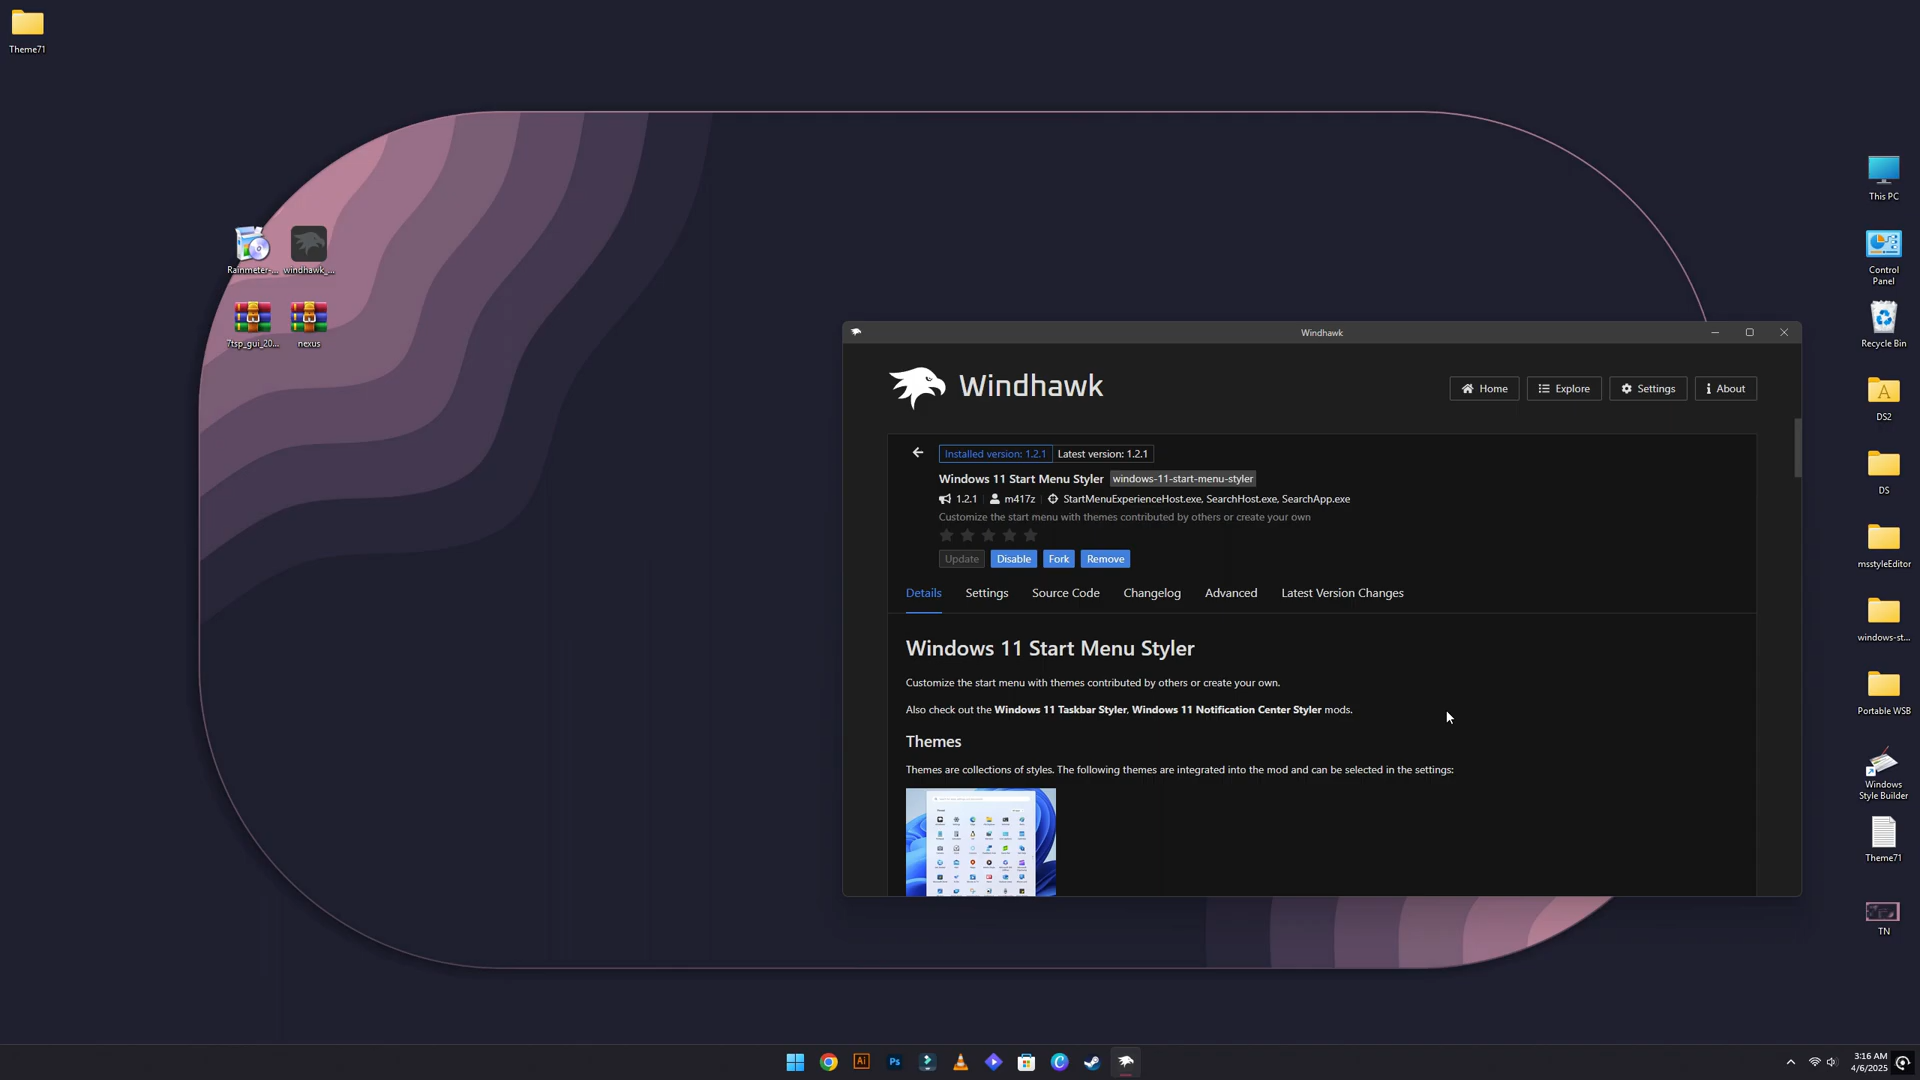 Theme71
Rainmeter-...
windhawk_...
7tsp_gui_20...
nexus
Windhawk
Windhawk
Home
Explore
Settings
About
Installed version: 1.2.1
Latest version: 1.2.1
Windows 11 Start Menu Styler
windows-11-start-menu-styler
1.2.1
m417z
StartMenuExperienceHost.exe, SearchHost.exe, SearchApp.exe
Customize the start menu with themes contributed by others or create your own
Update
Disable
Fork
Remove
Details
Settings
Source Code
Changelog
Advanced
Latest Version Changes
Windows 11 Start Menu Styler
Customize the start menu with themes contributed by others or create your own.
Also check out the Windows 11 Taskbar Styler, Windows 11 Notification Center Styler mods.
Themes
Themes are collections of styles. The following themes are integrated into the mod and can be selected in the settings:
This PC
Control
Panel
Recycle Bin
DS2
DS
msstyleEditor
windows-st...
Portable WSB
Windows
Style Builder
Theme71
TN
Ai
Ps
3:16 AM
4/6/2025